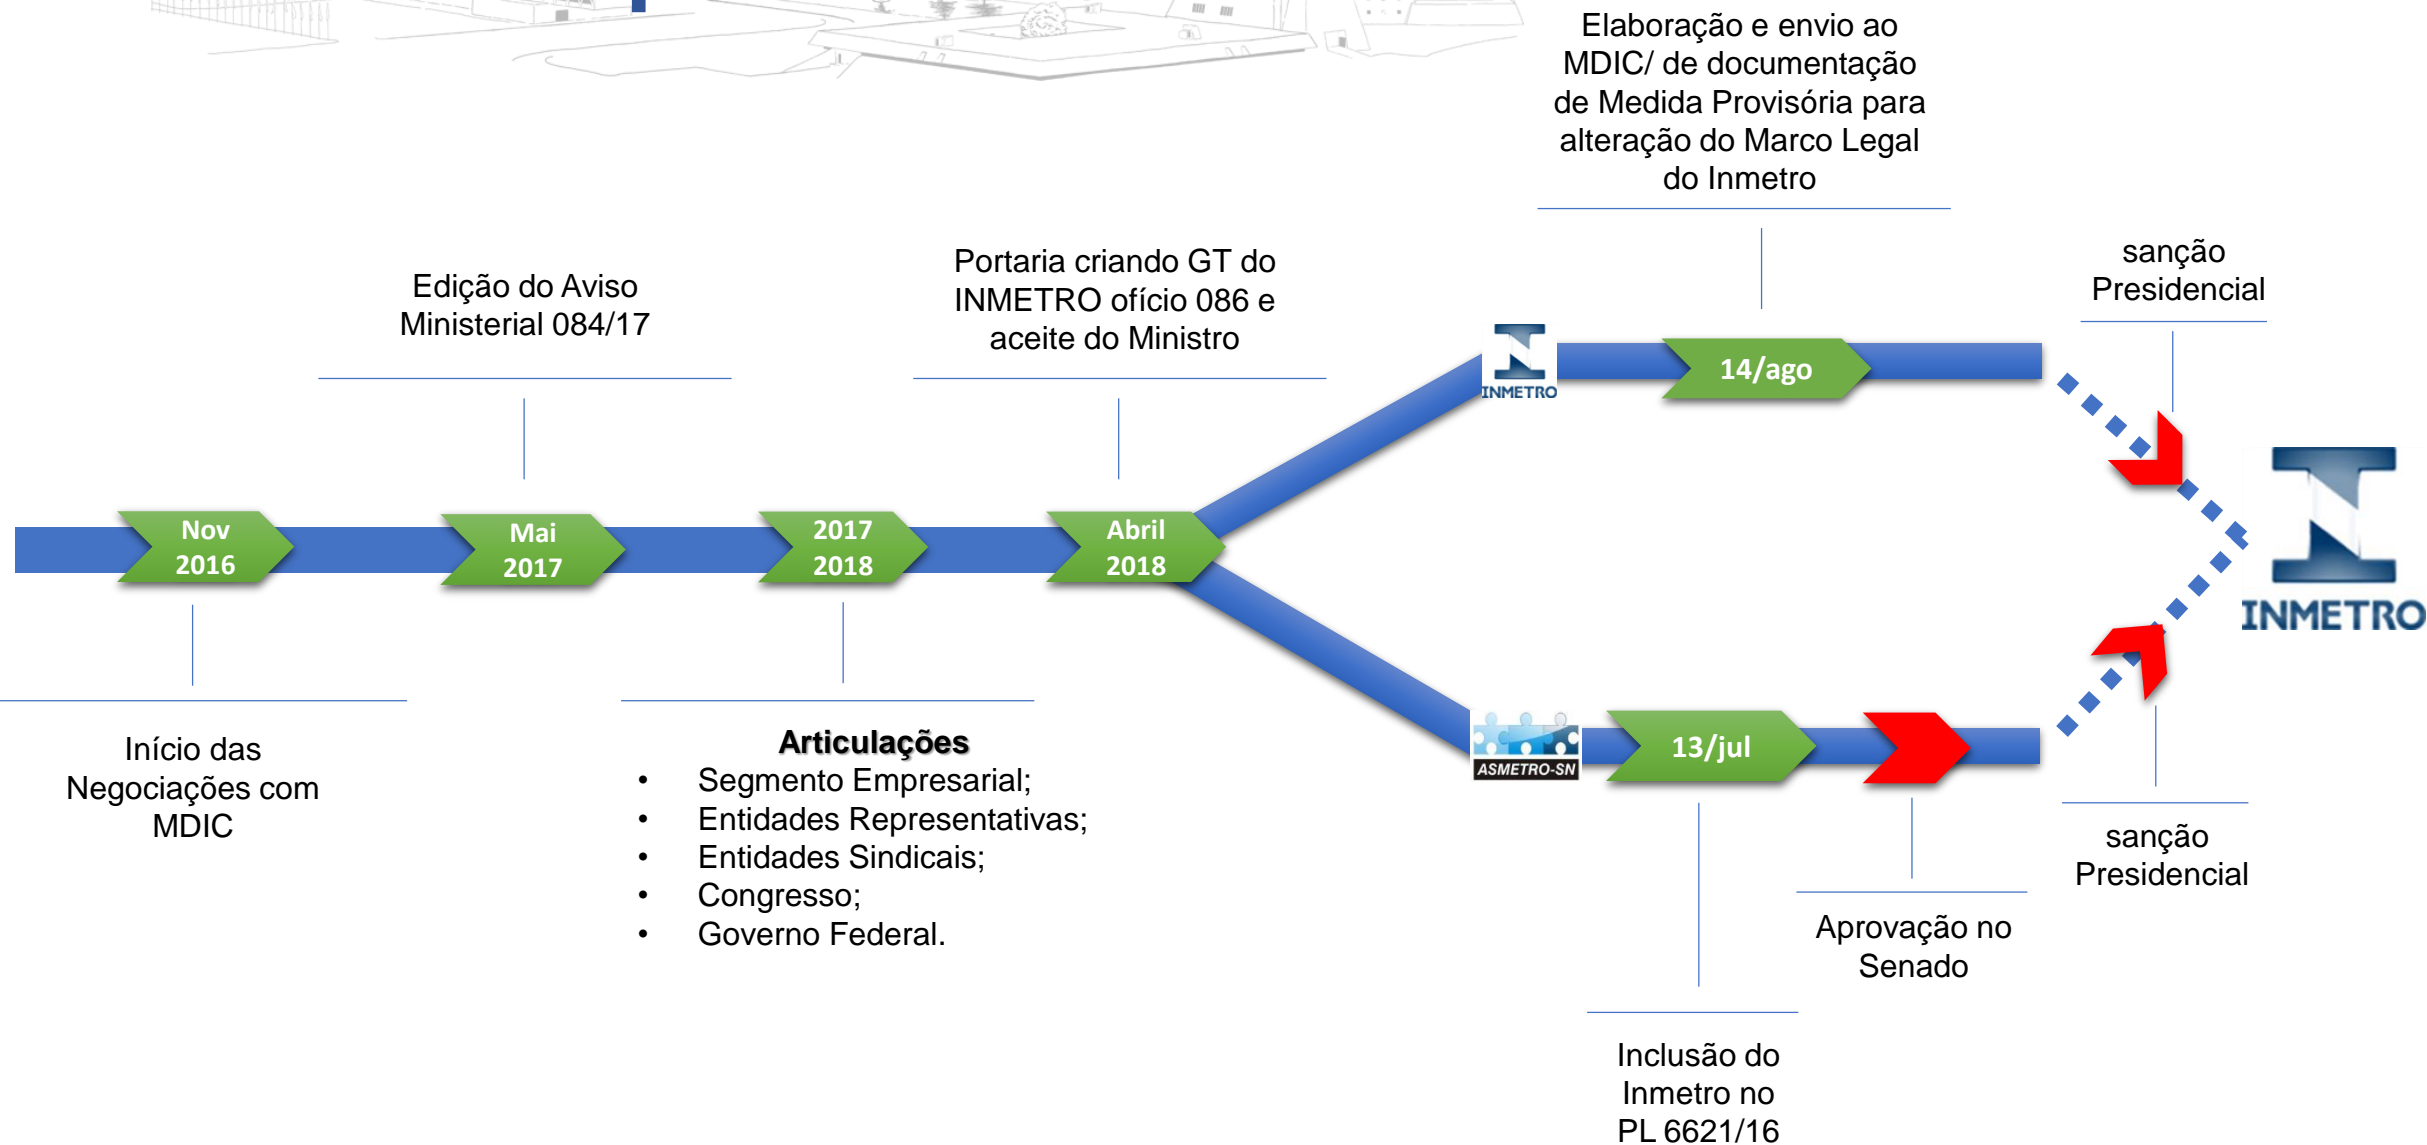 Elaboração e envio ao
MDIC/ de documentação
de Medida Provisória para
alteração do Marco Legal
do Inmetro
sanção
Presidencial
Portaria criando GT do
INMETRO ofício 086 e
aceite do Ministro
Edição do Aviso
Ministerial 084/17
INMETRO
14/ago
Nov
2016
Mai
2017
2017
2018
Abril
2018
INMETRO
ASMETRO-SN
13/jul
Início das
Negociações com
MDIC
Articulações
• Segmento Empresarial;
• Entidades Representativas;
• Entidades Sindicais;
• Congresso;
• Governo Federal.
sanção
Presidencial
Aprovação no
Senado
Inclusão do
Inmetro no
PL 6621/16